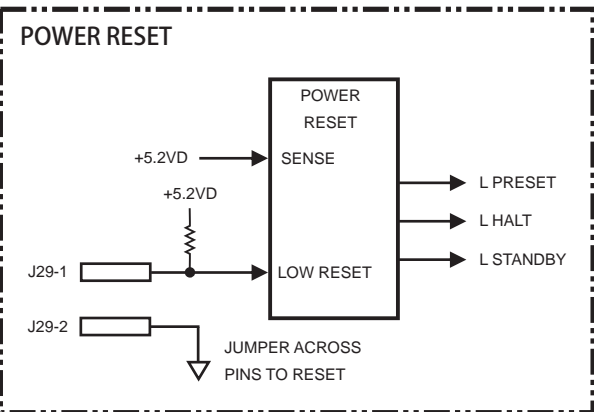 POWER RESET
POWER
RESET
+5.2VD
SENSE
+5.2VD
L PRESET
L HALT
L STANDBY
J29-1
LOW RESET
J29-2
JUMPER ACROSS
PINS TO RESET